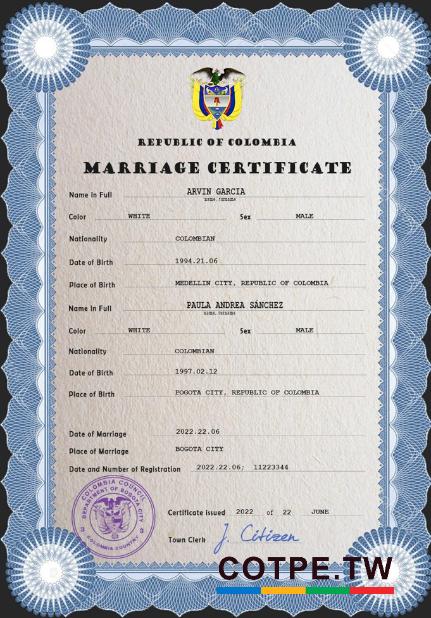 REPUBLIC OF COLOMBIA
MARRIAGE CERTIFICATE
Name in Full ARVIN GARCIA
Color WHITE Sex MALE
Nationality COLOMBIAN
Date of Birth 1994.21.06
Place of Birth MEDELLIN CITY, REPUBLIC OF COLOMBIA
Name in Full PAULA ANDREA SÁNCHEZ
Color WHITE Sex MALE
Nationality COLOMBIAN
Date of Birth 1997.02.12
Place of Birth POGOTA CITY, REPUBLIC OF COLOMBIA
Date of Marriage 2022.22.06
Place of Marriage BOGOTA CITY
Date and Number of Registration 2022.22.06; 11223344
COLOMBIA COUNCIL
DEPARTMENT OF BOGOTA CITY
COLOMBIA COUNTRY
Certificate issued 2022 of 22 JUNE
Town Clerk J. Citizen
COTPE.TW